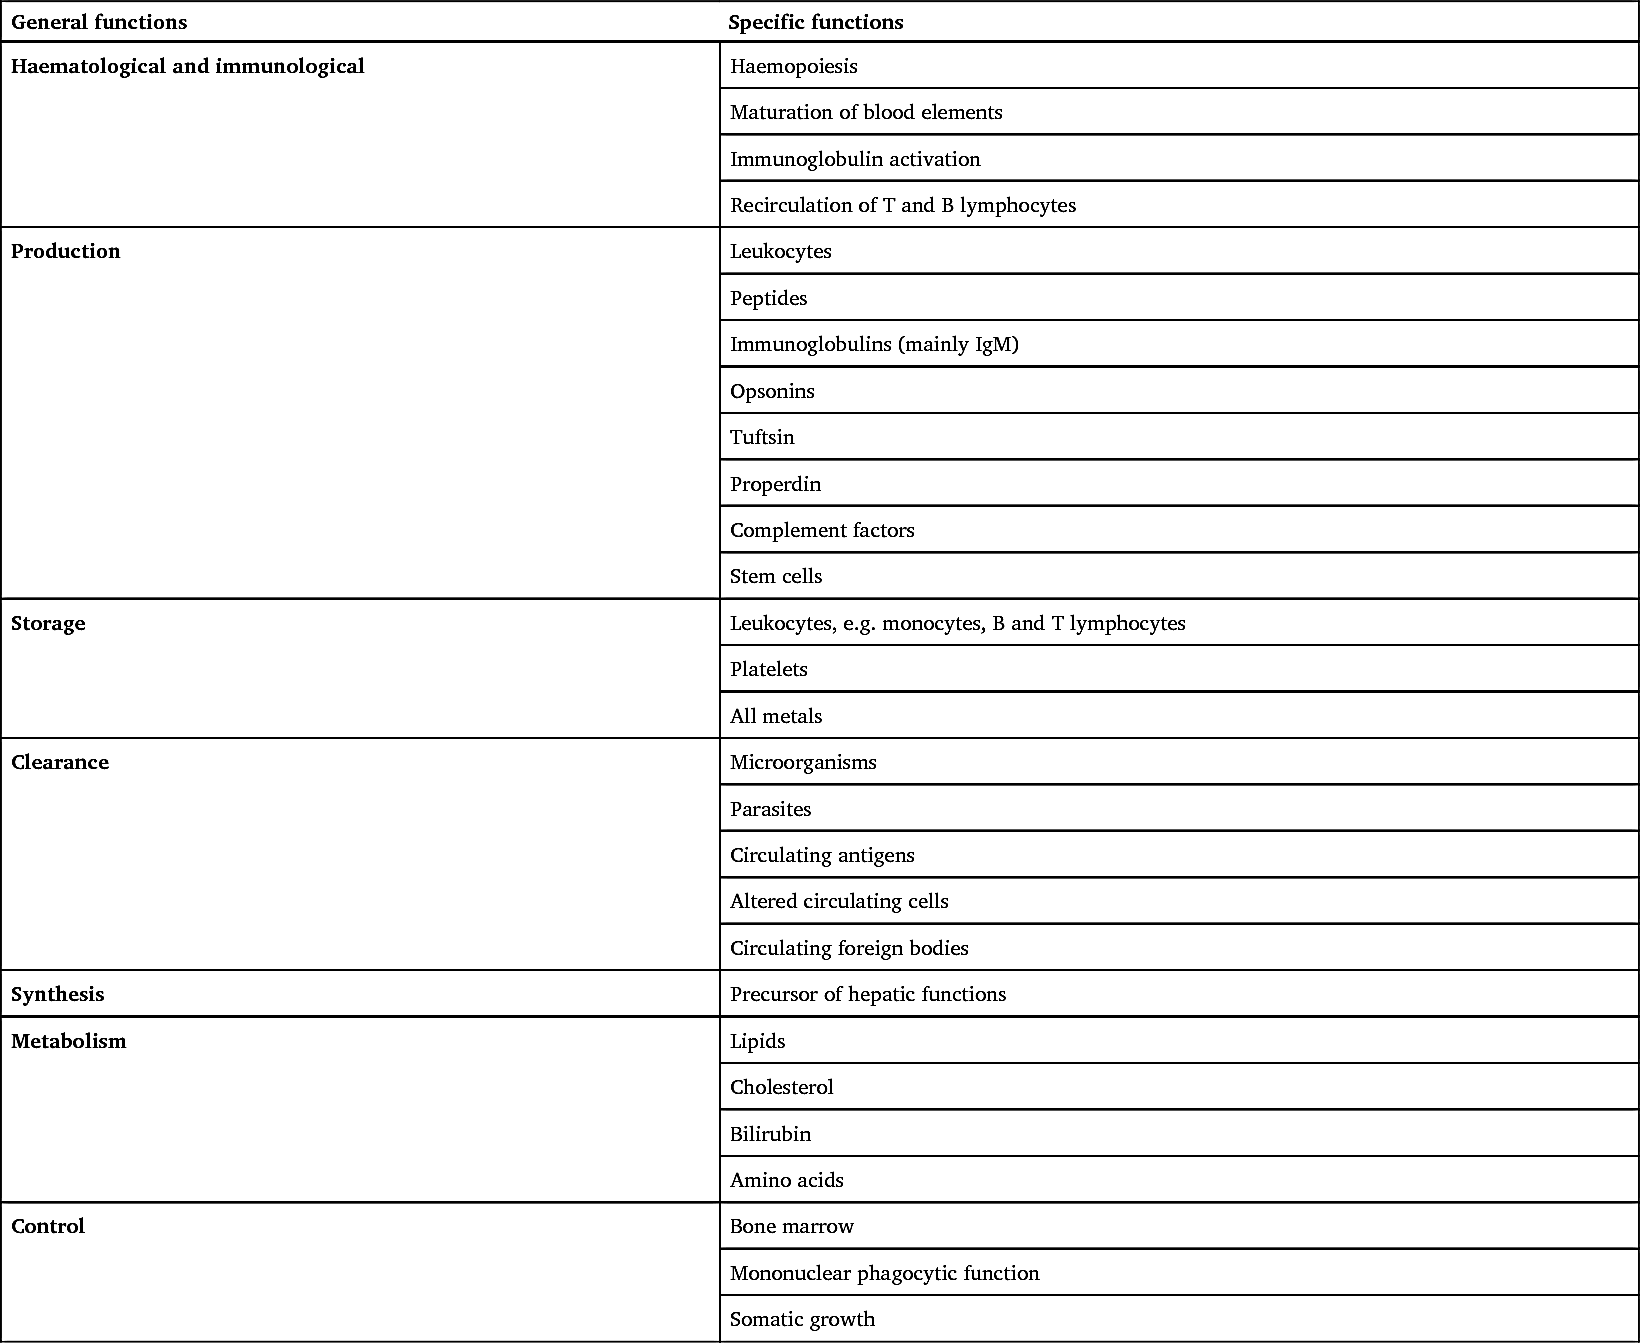 General functions Specific functions
Haematological and immunological Haemopoiesis
Maturation of blood elements
Immunoglobulin activation
Recirculation of T and B lymphocytes
Production Leukocytes
Peptides
Immunoglobulins (mainly IgM)
Opsonins
Tuftsin
Properdin
Complement factors
Stem cells
Storage Leukocytes, e.g. monocytes, B and T lymphocytes
Platelets
All metals
Clearance Microorganisms
Parasites
Circulating antigens
Altered circulating cells
Circulating foreign bodies
Synthesis Precursor of hepatic functions
Metabolism Lipids
Cholesterol
Bilirubin
Amino acids
Control Bone marrow
Mononuclear phagocytic function
Somatic growth